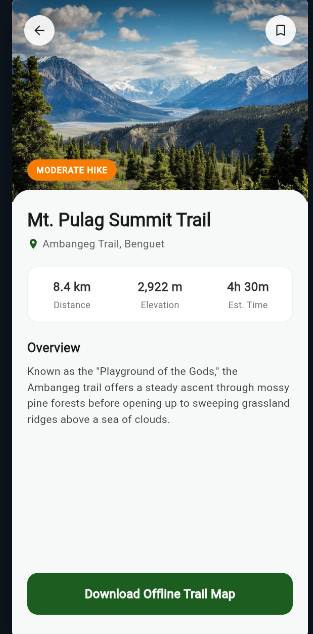 MODERATE HIKE
Mt. Pulag Summit Trail
Ambangeg Trail, Benguet
8.4 km
2,922 m
4h 30m
Distance
Elevation
Est. Time
Overview
Known as the "Playground of the Gods," the
Ambangeg trail offers a steady ascent through mossy
pine forests before opening up to sweeping grassland
ridges above a sea of clouds.
Download Offline Trail Map